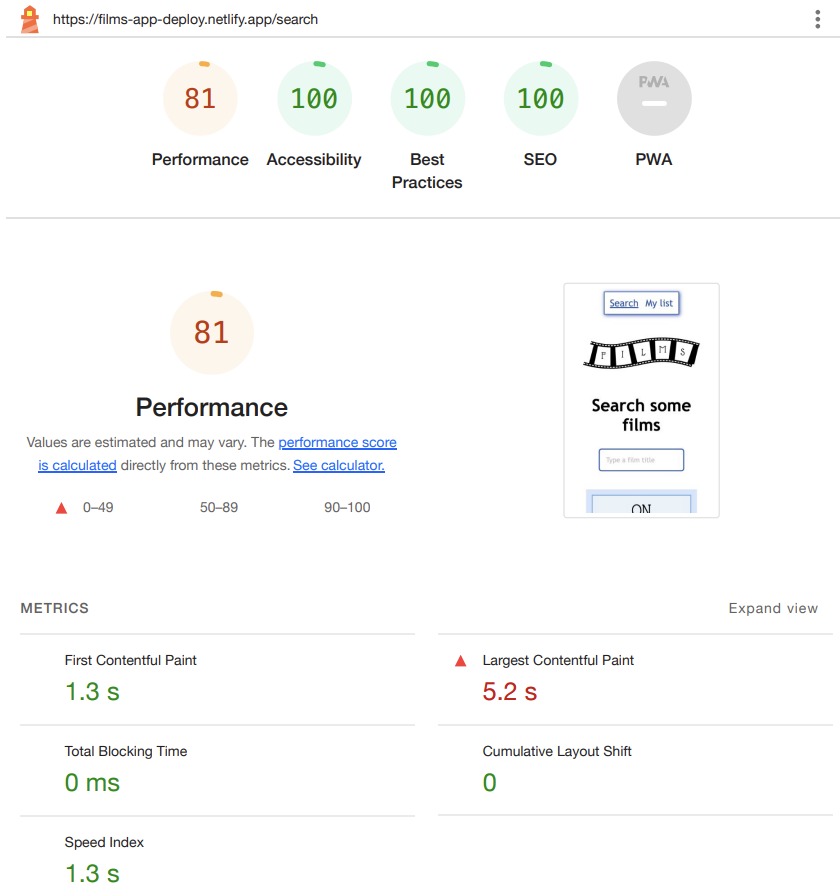 https://films-app-deploy.netlify.app/search
81
100
100
100
PWA
Performance
Accessibility
Best
Practices
SEO
PWA
81
Performance
Values are estimated and may vary. The performance score
is calculated directly from these metrics. See calculator.
0–49
50–89
90–100
Search My list
FILMS
Search some
films
Type a film title
ON
METRICS
Expand view
First Contentful Paint
1.3 s
Largest Contentful Paint
5.2 s
Total Blocking Time
0 ms
Cumulative Layout Shift
0
Speed Index
1.3 s